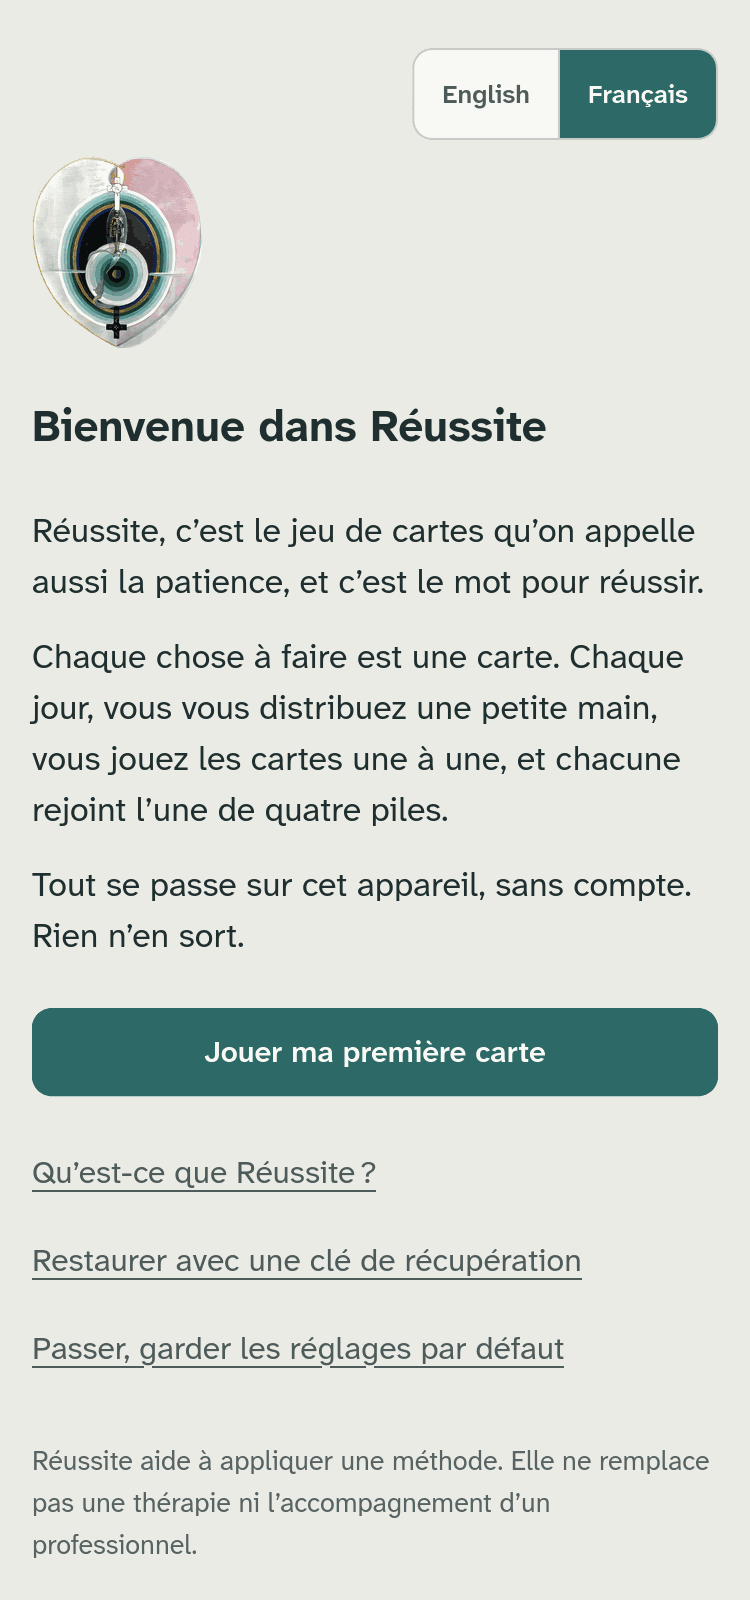 English
Français
Bienvenue dans Réussite
Réussite, c’est le jeu de cartes qu’on appelle
aussi la patience, et c’est le mot pour réussir.
Chaque chose à faire est une carte. Chaque
jour, vous vous distribuez une petite main,
vous jouez les cartes une à une, et chacune
rejoint l’une de quatre piles.
Tout se passe sur cet appareil, sans compte.
Rien n’en sort.
Jouer ma première carte
Qu’est-ce que Réussite ?
Restaurer avec une clé de récupération
Passer, garder les réglages par défaut
Réussite aide à appliquer une méthode. Elle ne remplace
pas une thérapie ni l’accompagnement d’un
professionnel.